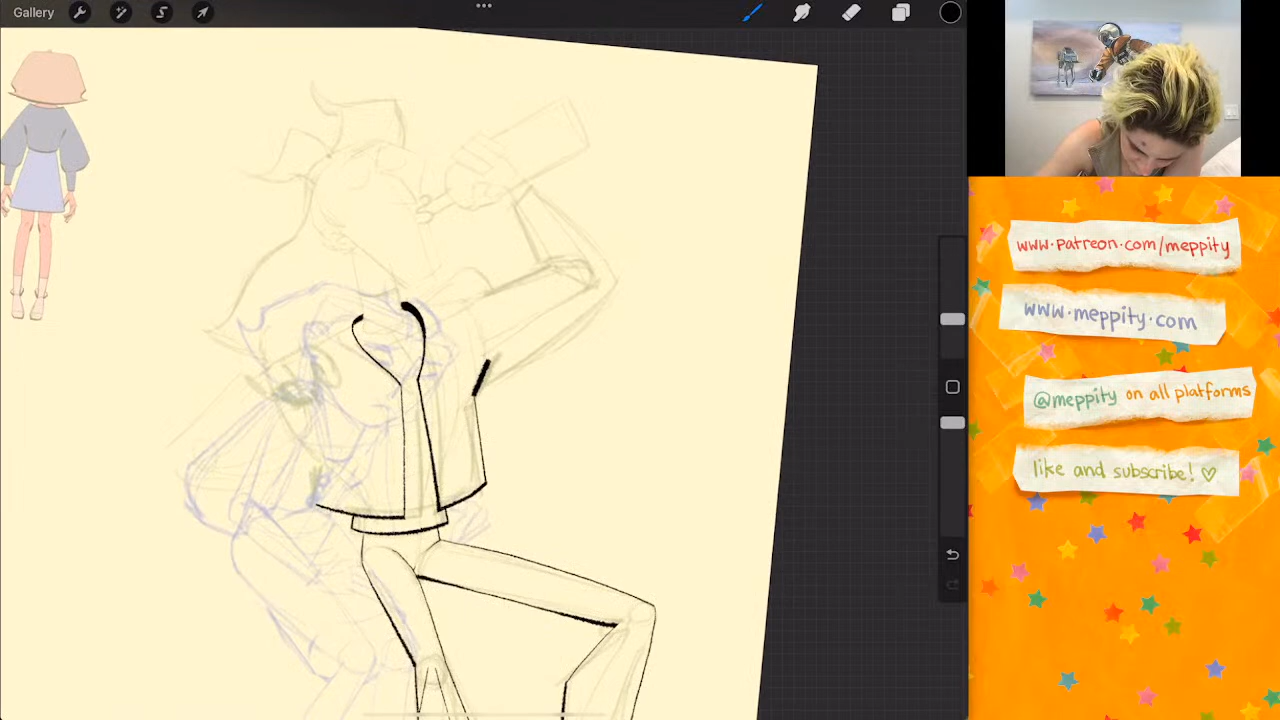 Gallery
www.patreon.com/meppity
www.meppity.com
@meppity on all platforms
like and subscribe! ♡